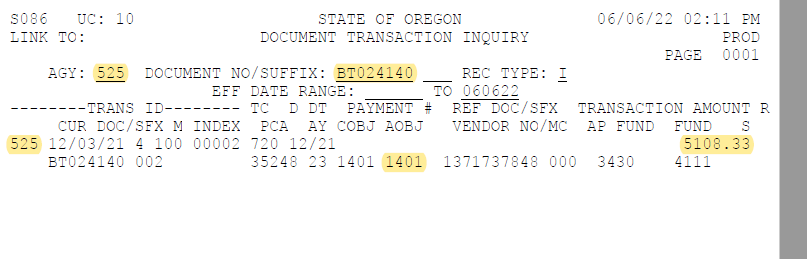 S086   UC: 10                   STATE OF OREGON              06/06/22 02:11 PM
LINK TO:                  DOCUMENT TRANSACTION INQUIRY                    PROD
PAGE  0001
AGY: 525  DOCUMENT NO/SUFFIX: BT024140 ___ REC TYPE: I
EFF DATE RANGE: ______ TO 060622
--------TRANS ID-------- TC  D DT  PAYMENT #  REF DOC/SFX  TRANSACTION AMOUNT R
CUR DOC/SFX M INDEX  PCA  AY COBJ AOBJ   VENDOR NO/MC  AP FUND  FUND   S
525 12/03/21 4 100 00002 720 12/21                                    5108.33
BT024140 002         35248 23 1401 1401  1371737848 000  3430    4111